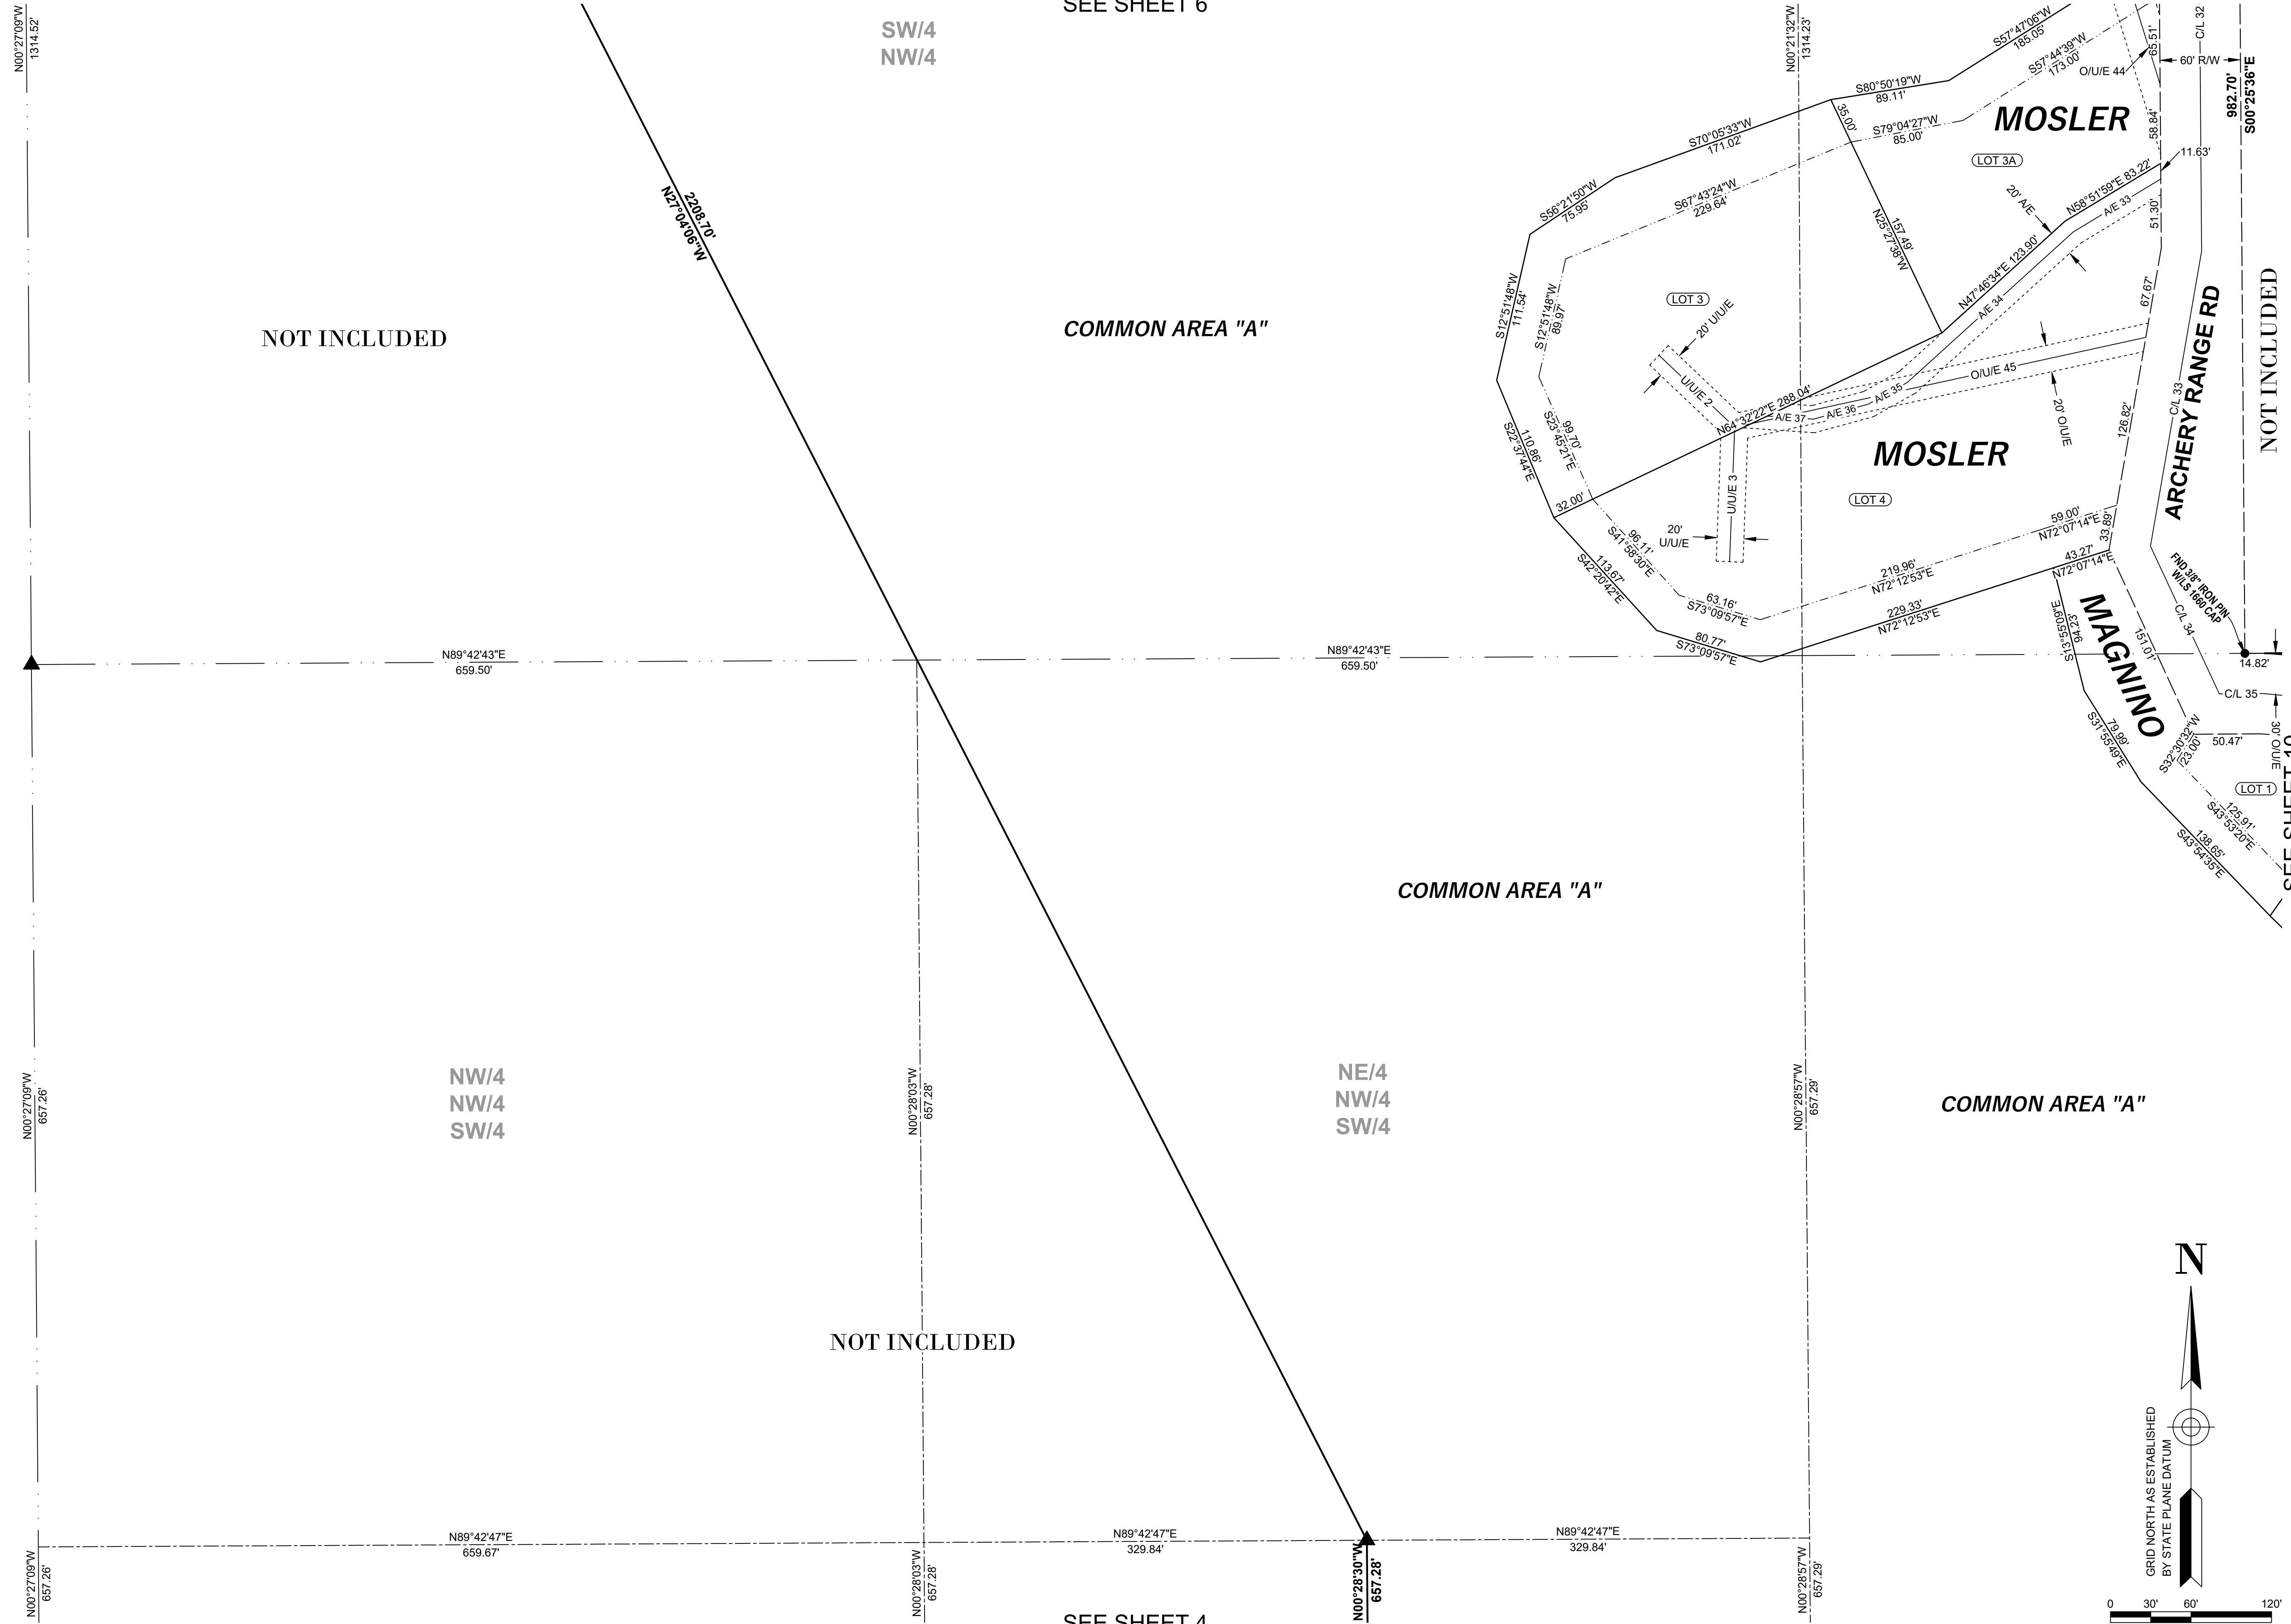 SEE SHEET 6
N00°27'09"W
1314.52'
SW/4
NW/4
N00°21'32"W
1314.23'
S57°47'06"W
185.05'
S57°44'39"W
173.00'
O/U/E 44
65.51'
C/L 32
60' R/W
982.70'
S00°25'36"E
S80°50'19"W
89.11'
MOSLER
58.84'
35.00'
S79°04'27"W
85.00'
S70°05'33"W
171.02'
LOT 3A
11.63'
20' A/E
N58°51'59"E 83.22'
A/E 33
51.30'
S56°21'50"W
75.95'
S67°43'24"W
229.64'
2208.70'
N27°04'06"W
157.49'
N25°27'38"W
N47°46'34"E 123.90'
A/E 34
67.67'
S12°51'48"W
111.54'
S12°51'48"W
89.97'
LOT 3
20' U/U/E
NOT INCLUDED
COMMON AREA "A"
U/U/E 2
N64°32'22"E 288.04'
A/E 37
A/E 36
A/E 35
O/U/E 45
20' O/U/E
126.82'
C/L 33
ARCHERY RANGE RD
NOT INCLUDED
99.70'
S23°45'21"E
110.86'
S22°37'44"E
MOSLER
LOT 4
U/U/E 3
32.00'
20'
U/U/E
96.11'
S41°58'30"E
113.67'
S42°20'42"E
59.00'
N72°07'14"E
33.89'
43.27'
N72°07'14"E
219.96'
N72°12'53"E
229.33'
N72°12'53"E
63.16'
S73°09'57"E
80.77'
S73°09'57"E
FND 3/8" IRON PIN
W/LS 1660 CAP
C/L 34
S13°55'09"E
94.23'
MAGNINO
151.01'
14.82'
C/L 35
N89°42'43"E
659.50'
N89°42'43"E
659.50'
79.99'
S31°55'49"E
S32°30'32"W
23.00'
50.47'
30' O/U/E
SEE SHEET 10
LOT 1
125.91'
S43°53'20"E
138.65'
S43°54'35"E
COMMON AREA "A"
N00°27'09"W
657.26'
NW/4
NW/4
SW/4
N00°28'03"W
657.28'
NE/4
NW/4
SW/4
N00°28'57"W
657.29'
COMMON AREA "A"
N
NOT INCLUDED
GRID NORTH AS ESTABLISHED
BY STATE PLANE DATUM
N89°42'47"E
659.67'
N89°42'47"E
329.84'
N89°42'47"E
329.84'
N00°27'09"W
657.26'
N00°28'03"W
657.28'
N00°28'30"W
657.28'
N00°28'57"W
657.29'
0 30' 60' 120'
SEE SHEET 4